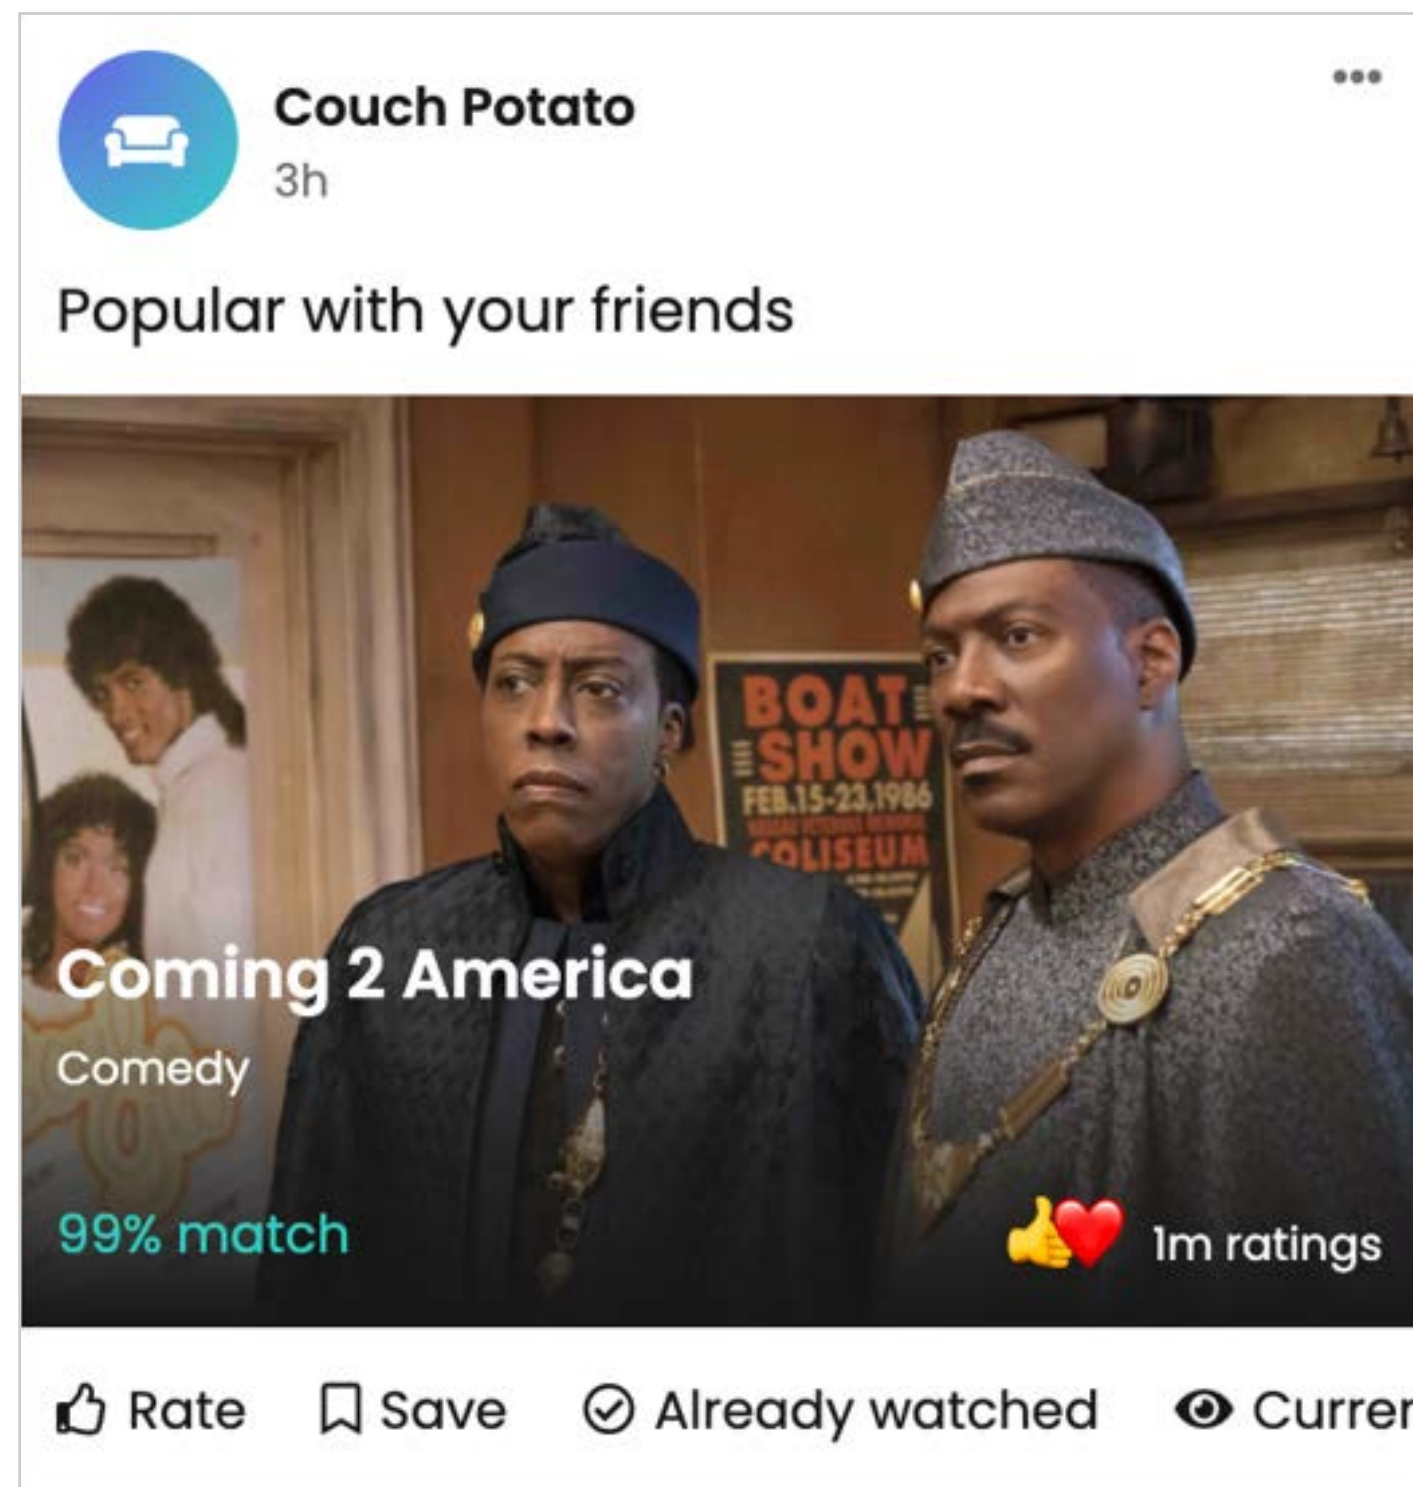 Couch Potato
3h
Popular with your friends
BOAT
SHOW
FEB.15-23,1986
COLISEUM
Coming 2 America
Comedy
99% match
1m ratings
Rate
Save
Already watched
Curren